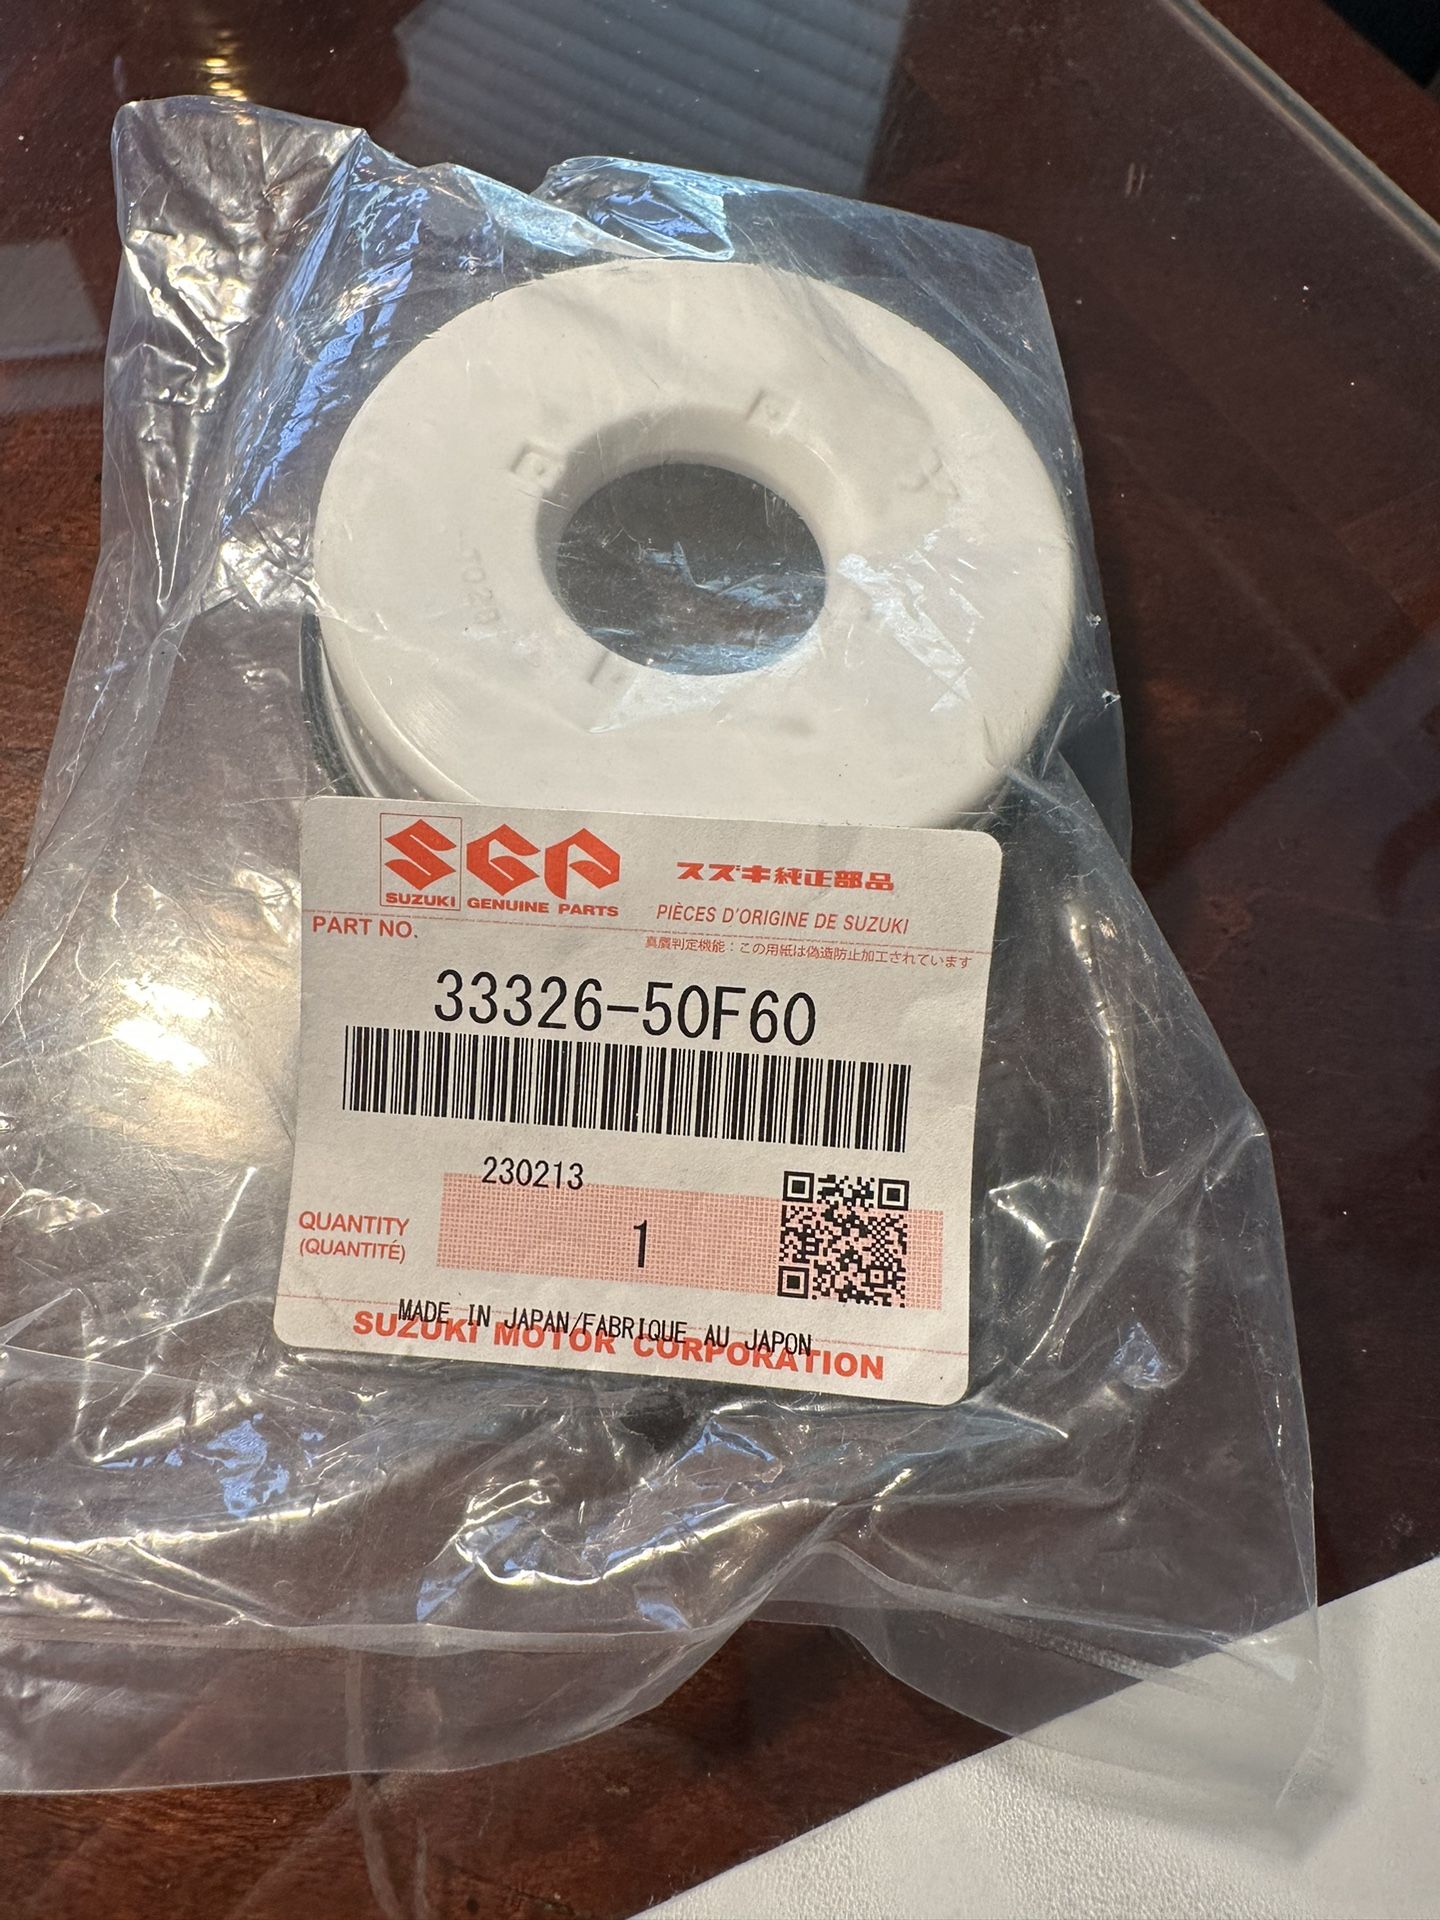 T020
SGP
SUZUKI GENUINE PARTS
スズキ純正部品
PIÈCES D'ORIGINE DE SUZUKI
PART NO.
真贋判定機能：この用紙は偽造防止加工されています
33326-50F60
230213
QUANTITY
(QUANTITÉ)
1
MADE IN JAPAN/FABRIQUE AU JAPON
SUZUKI MOTOR CORPORATION